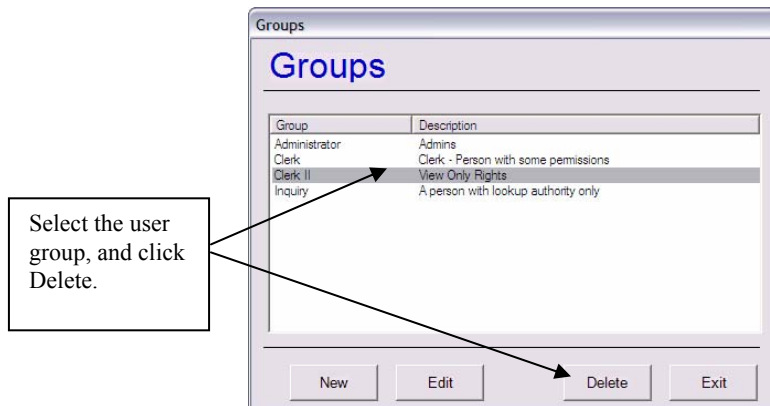 Groups
Groups
Group Description
Administrator Admins
Clerk Clerk - Person with some permissions
Clerk II View Only Rights
Inquiry A person with lookup authority only
Select the user
group, and click
Delete.
New Edit Delete Exit